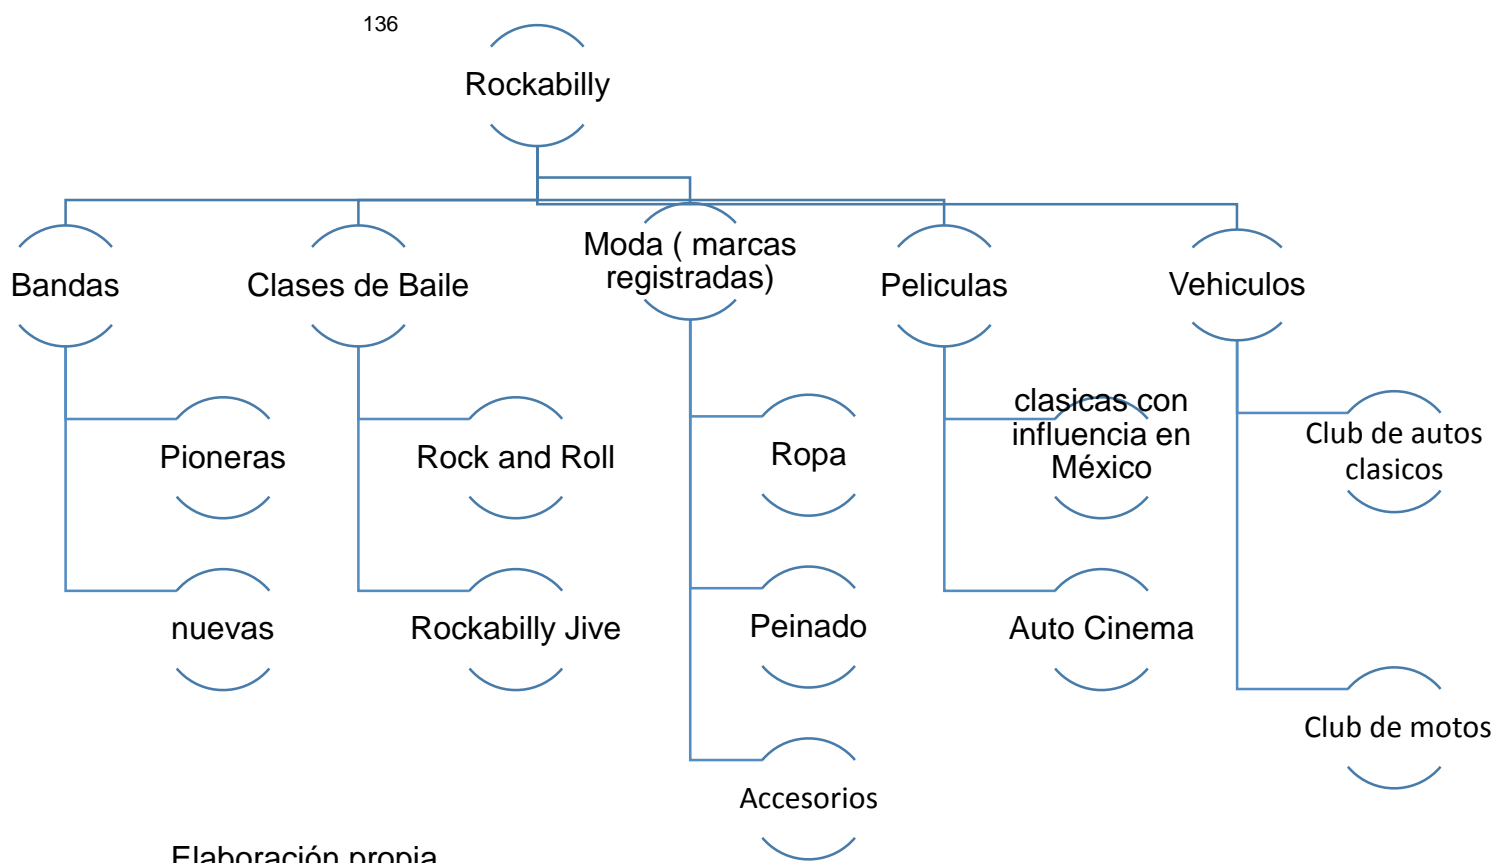 136
Rockabilly
Bandas
Clases de Baile
Moda ( marcas
registradas)
Peliculas
Vehiculos
Pioneras
Rock and Roll
Ropa
clasicas con
influencia en
México
Club de autos
clasicos
nuevas
Rockabilly Jive
Peinado
Auto Cinema
Club de motos
Accesorios
Elaboración propia